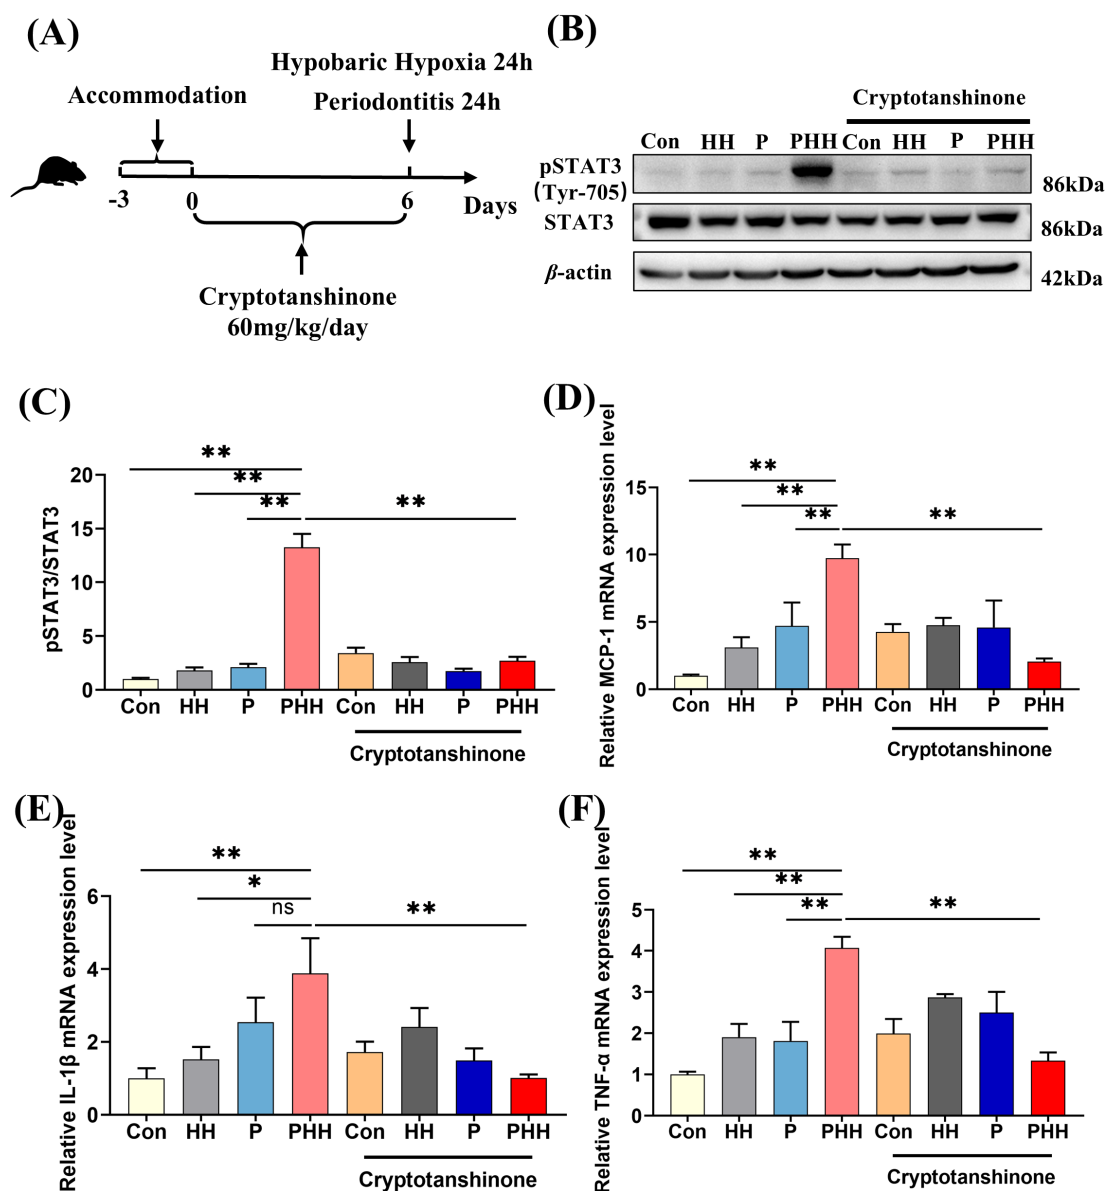 (A)
Hypobaric Hypoxia 24h
Accommodation
Periodontitis 24h
-3
0
6
Days
Cryptotanshinone
60mg/kg/day
(B)
Cryptotanshinone
Con HH P PHH Con HH P PHH
pSTAT3
(Tyr-705)
86kDa
STAT3
86kDa
β-actin
42kDa
(C)
pSTAT3/STAT3
20
15
10
5
0
**
**
**
**
Con HH P PHH Con HH P PHH
Cryptotanshinone
(D)
Relative MCP-1 mRNA expression level
15
10
5
0
**
**
**
**
Con HH P PHH Con HH P PHH
Cryptotanshinone
(E)
Relative IL-1β mRNA expression level
6
4
2
0
**
*
ns
**
Con HH P PHH Con HH P PHH
Cryptotanshinone
(F)
Relative TNF-α mRNA expression level
5
4
3
2
1
0
**
**
**
**
Con HH P PHH Con HH P PHH
Cryptotanshinone